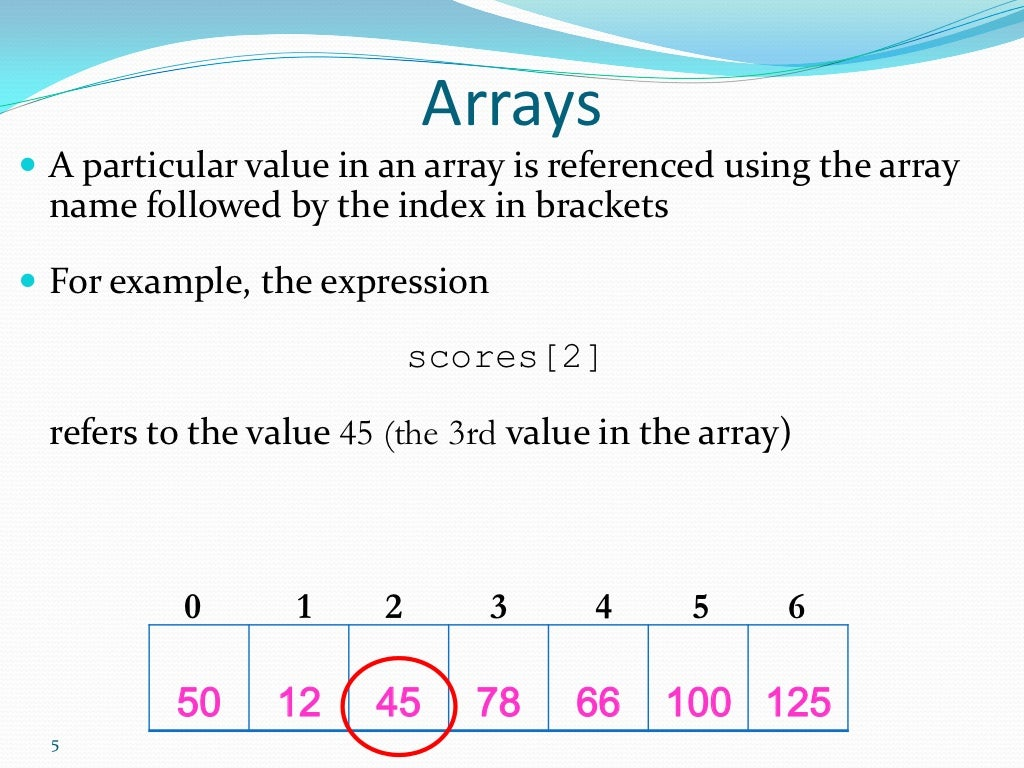 Arrays
A particular value in an array is referenced using the array
name followed by the index in brackets
For example, the expression
scores[2]
refers to the value 45 (the 3rd value in the array)
0 1 2 3 4 5 6
50 12 45 78 66 100 125
5